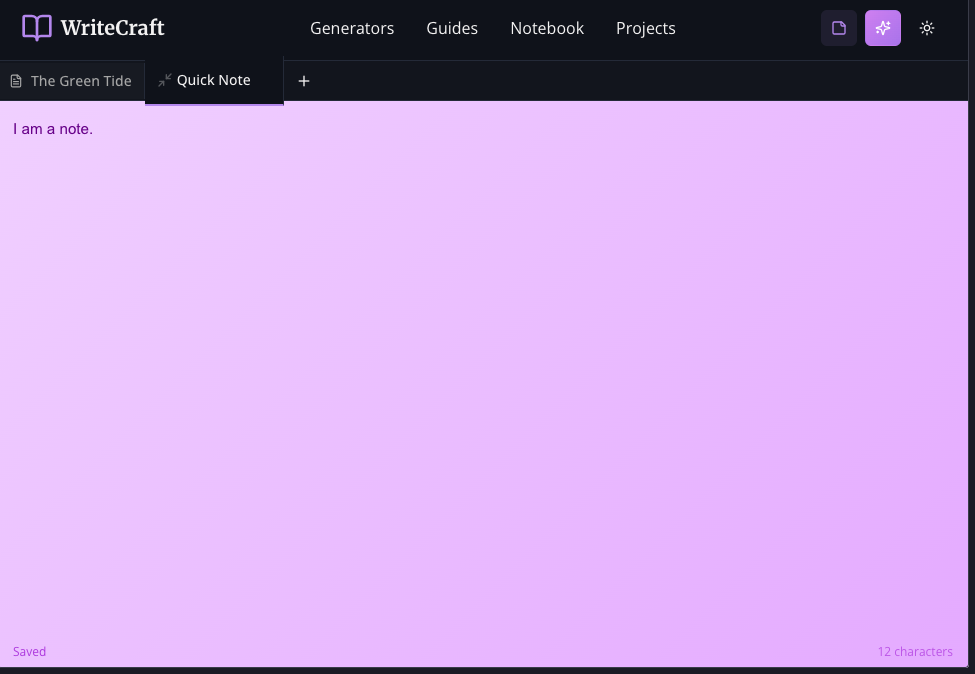 WriteCraft
Generators Guides Notebook Projects
The Green Tide Quick Note
I am a note.
Saved 12 characters